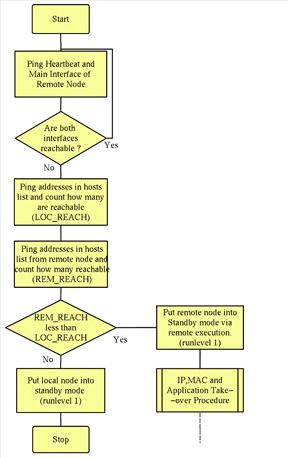 Start
Ping Heartbeat and
Main Interface of
Remote Node
Are both
interfaces
reachable ?
Yes
No
Ping addresses in hosts
list and count how many
are reachable
(LOC_REACH)
Ping addresses in hosts
list from remote node and
count how many reachable
(REM_REACH)
REM_REACH
less than
LOC_REACH
Yes
No
Put remote node into
Standby mode via
remote execution.
(runlevel 1)
Put local node into
standby mode
(runlevel 1)
IP,MAC and
Application Take-
-over Procedure
Stop